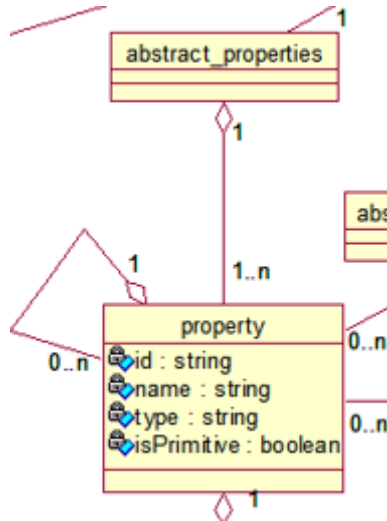 1
abstract_properties
1
abs
1
1..n
property
0..n
0..n
id : string
name : string
type : string
isPrimitive : boolean
0..n
1